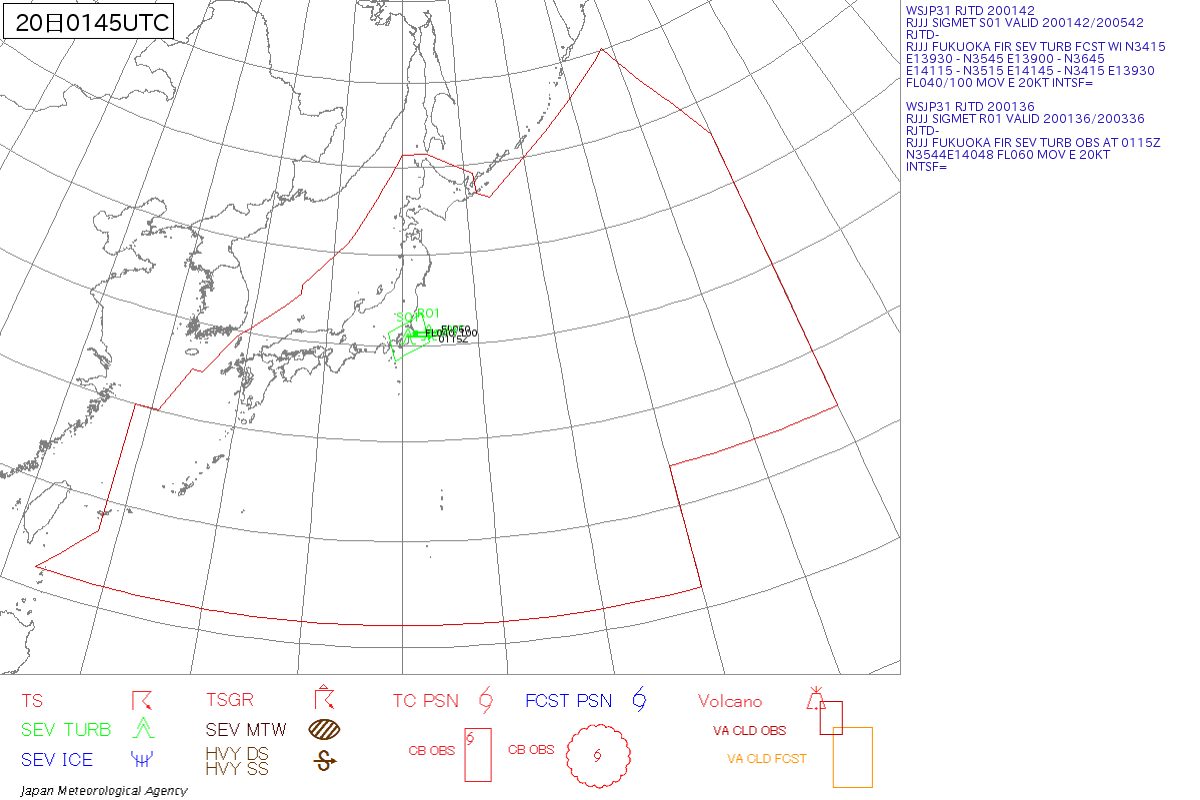 20日0145UTC
WSJP31 RJTD 200142
RJJJ SIGMET S01 VALID 200142/200542
RJTD-
RJJJ FUKUOKA FIR SEV TURB FCST WI N3415
E13930 - N3545 E13900 - N3645
E14115 - N3515 E14145 - N3415 E13930
FL040/100 MOV E 20KT INTSF=
WSJP31 RJTD 200136
RJJJ SIGMET R01 VALID 200136/200336
RJTD-
RJJJ FUKUOKA FIR SEV TURB OBS AT 0115Z
N3544E14048 FL060 MOV E 20KT
INTSF=
R01
FL060
0115Z
TS
TSGR
TC PSN
FCST PSN
Volcano
SEV TURB
SEV MTW
CB OBS
CB OBS
VA CLD OBS
SEV ICE
HVY DS
HVY SS
VA CLD FCST
Japan Meteorological Agency